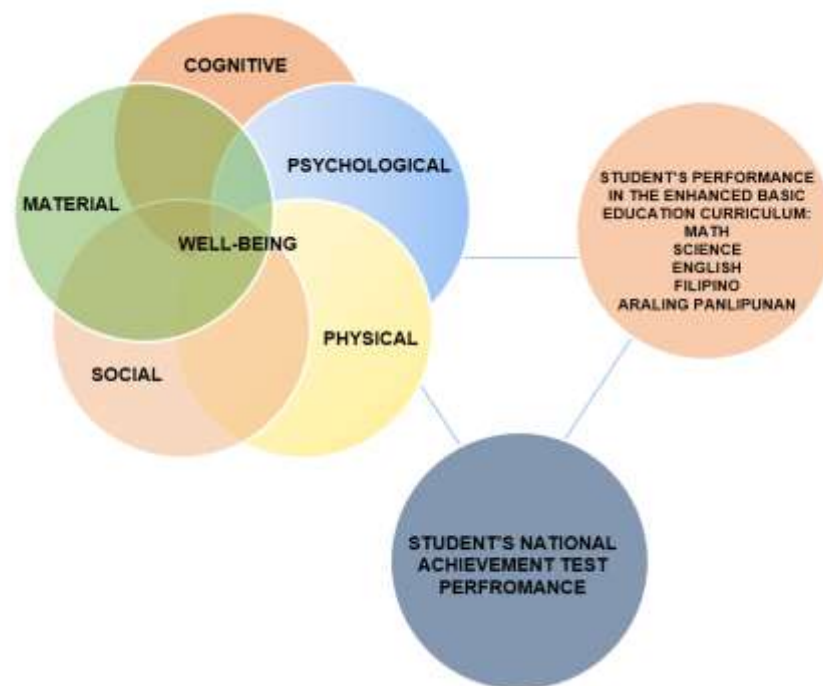 COGNITIVE
PSYCHOLOGICAL
MATERIAL
WELL-BEING
PHYSICAL
SOCIAL
STUDENT'S PERFORMANCE
IN THE ENHANCED BASIC
EDUCATION CURRICULUM:
MATH
SCIENCE
ENGLISH
FILIPINO
ARALING PANLIPUNAN
STUDENT'S NATIONAL
ACHIEVEMENT TEST
PERFROMANCE